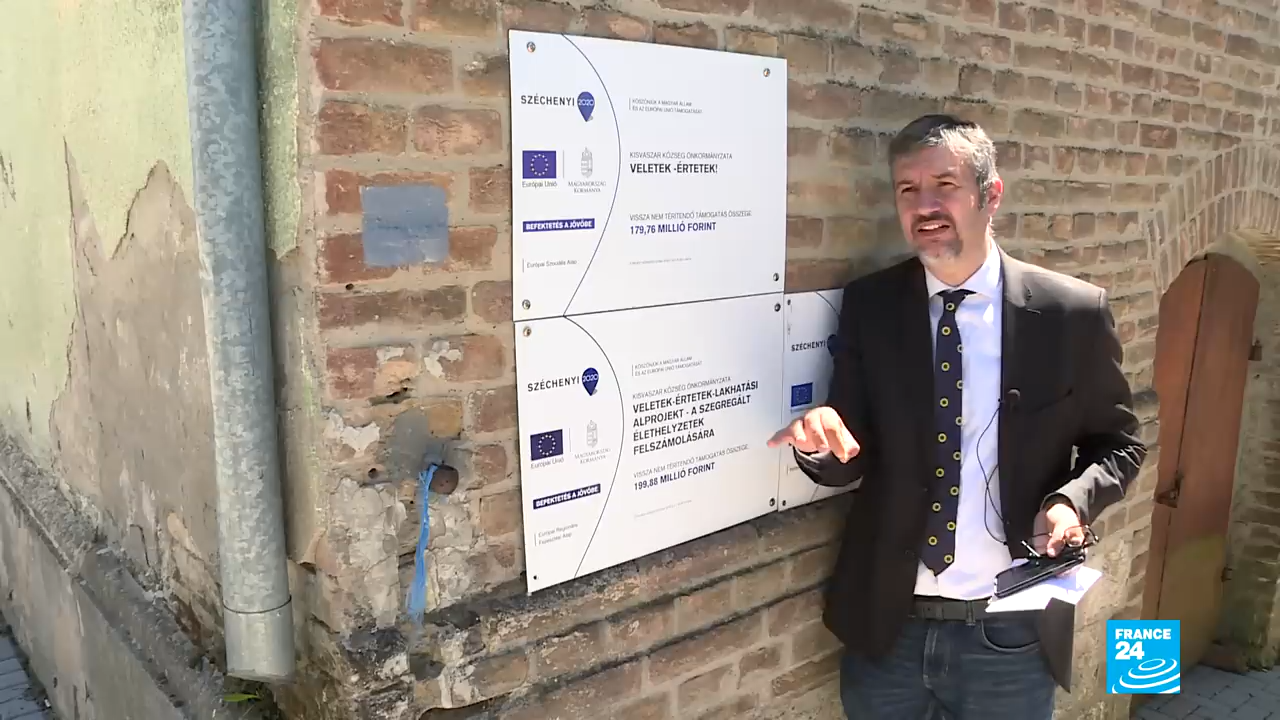 SZÉCHENYI 2020
KÖSZÖNJÜK A MAGYAR ÁLLAM
ÉS AZ EURÓPAI UNIÓ TÁMOGATÁSÁT.
Európai Unió
MAGYARORSZÁG
KORMÁNYA
BEFEKTETÉS A JÖVŐBE
Európai Szociális Alap
KISVASZAR KÖZSÉG ÖNKORMÁNYZATA
VELETEK -ÉRTETEK!
VISSZA NEM TÉRÍTENDŐ TÁMOGATÁS ÖSSZEGE:
179,76 MILLIÓ FORINT
SZÉCHENYI 2020
KÖSZÖNJÜK A MAGYAR ÁLLAM
ÉS AZ EURÓPAI UNIÓ TÁMOGATÁSÁT.
Európai Unió
MAGYARORSZÁG
KORMÁNYA
BEFEKTETÉS A JÖVŐBE
Európai Regionális
Fejlesztési Alap
KISVASZAR KÖZSÉG ÖNKORMÁNYZATA
VELETEK-ÉRTETEK-LAKHATÁSI
ALPROJEKT - A SZEGREGÁLT
ÉLETHELYZETEK
FELSZÁMOLÁSÁRA
VISSZA NEM TÉRÍTENDŐ TÁMOGATÁS ÖSSZEGE:
199,88 MILLIÓ FORINT
SZÉCHENYI
FRANCE
24